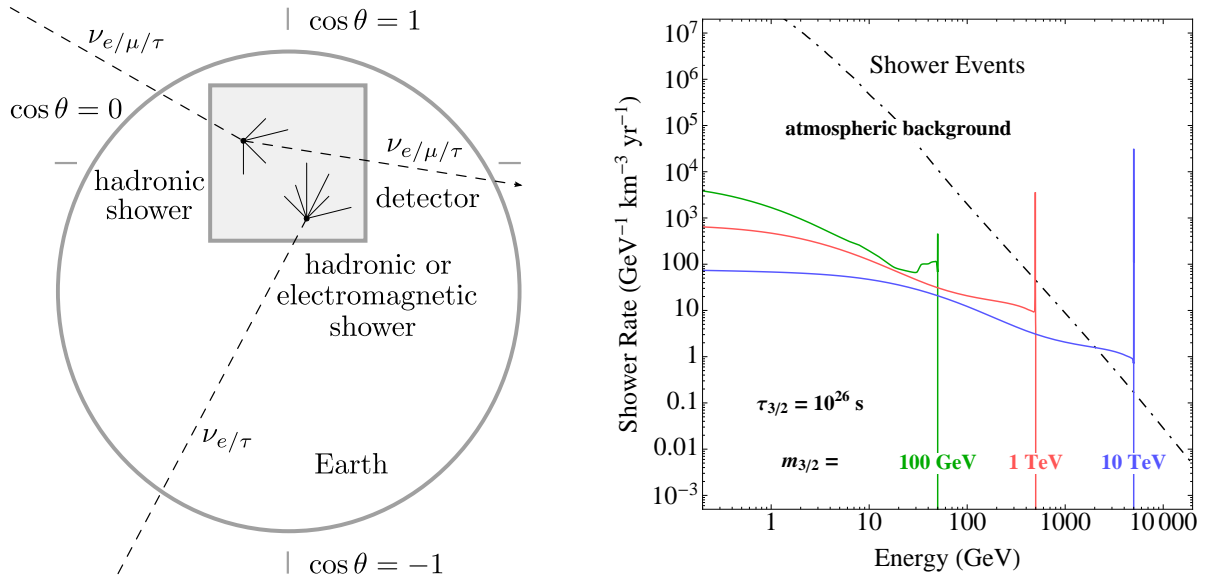 cos θ = 1
ν_{e/μ/τ}
cos θ = 0
ν_{e/μ/τ}
hadronic
shower
detector
hadronic or
electromagnetic
shower
ν_{e/τ}
Earth
cos θ = −1
Shower Events
atmospheric background
τ_{3/2} = 10^{26} s
m_{3/2} =
100 GeV
1 TeV
10 TeV
Shower Rate (GeV^{−1} km^{−3} yr^{−1})
10^7
10^6
10^5
10^4
10^3
100
10
1
0.1
0.01
10^{−3}
1
10
100
1000
10 000
Energy (GeV)